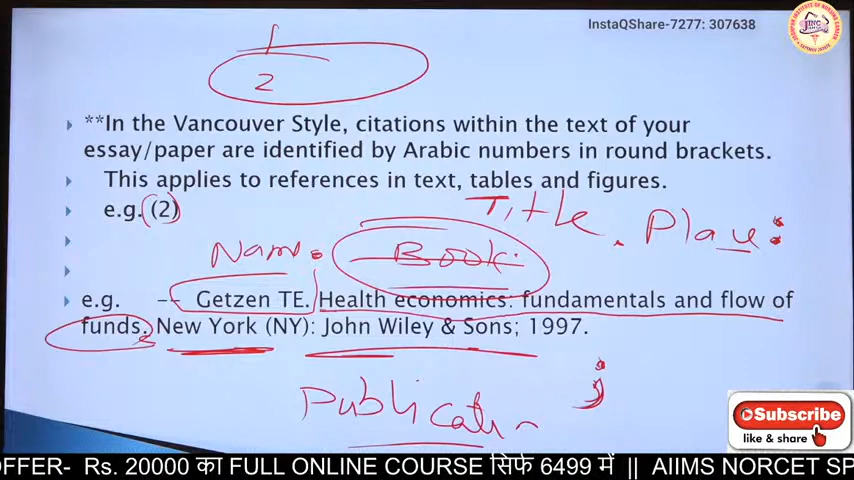 InstaQShare-7277: 307638
JINC
1
2
**In the Vancouver Style, citations within the text of your
essay/paper are identified by Arabic numbers in round brackets.
This applies to references in text, tables and figures.
e.g. (2)
Title. Place:
Name. Book.
e.g. -- Getzen TE. Health economics: fundamentals and flow of
funds. New York (NY): John Wiley & Sons; 1997.
Publication ;
Subscribe
like & share
OFFER- Rs. 20000 का FULL ONLINE COURSE सिर्फ 6499 में || AIIMS NORCET SP